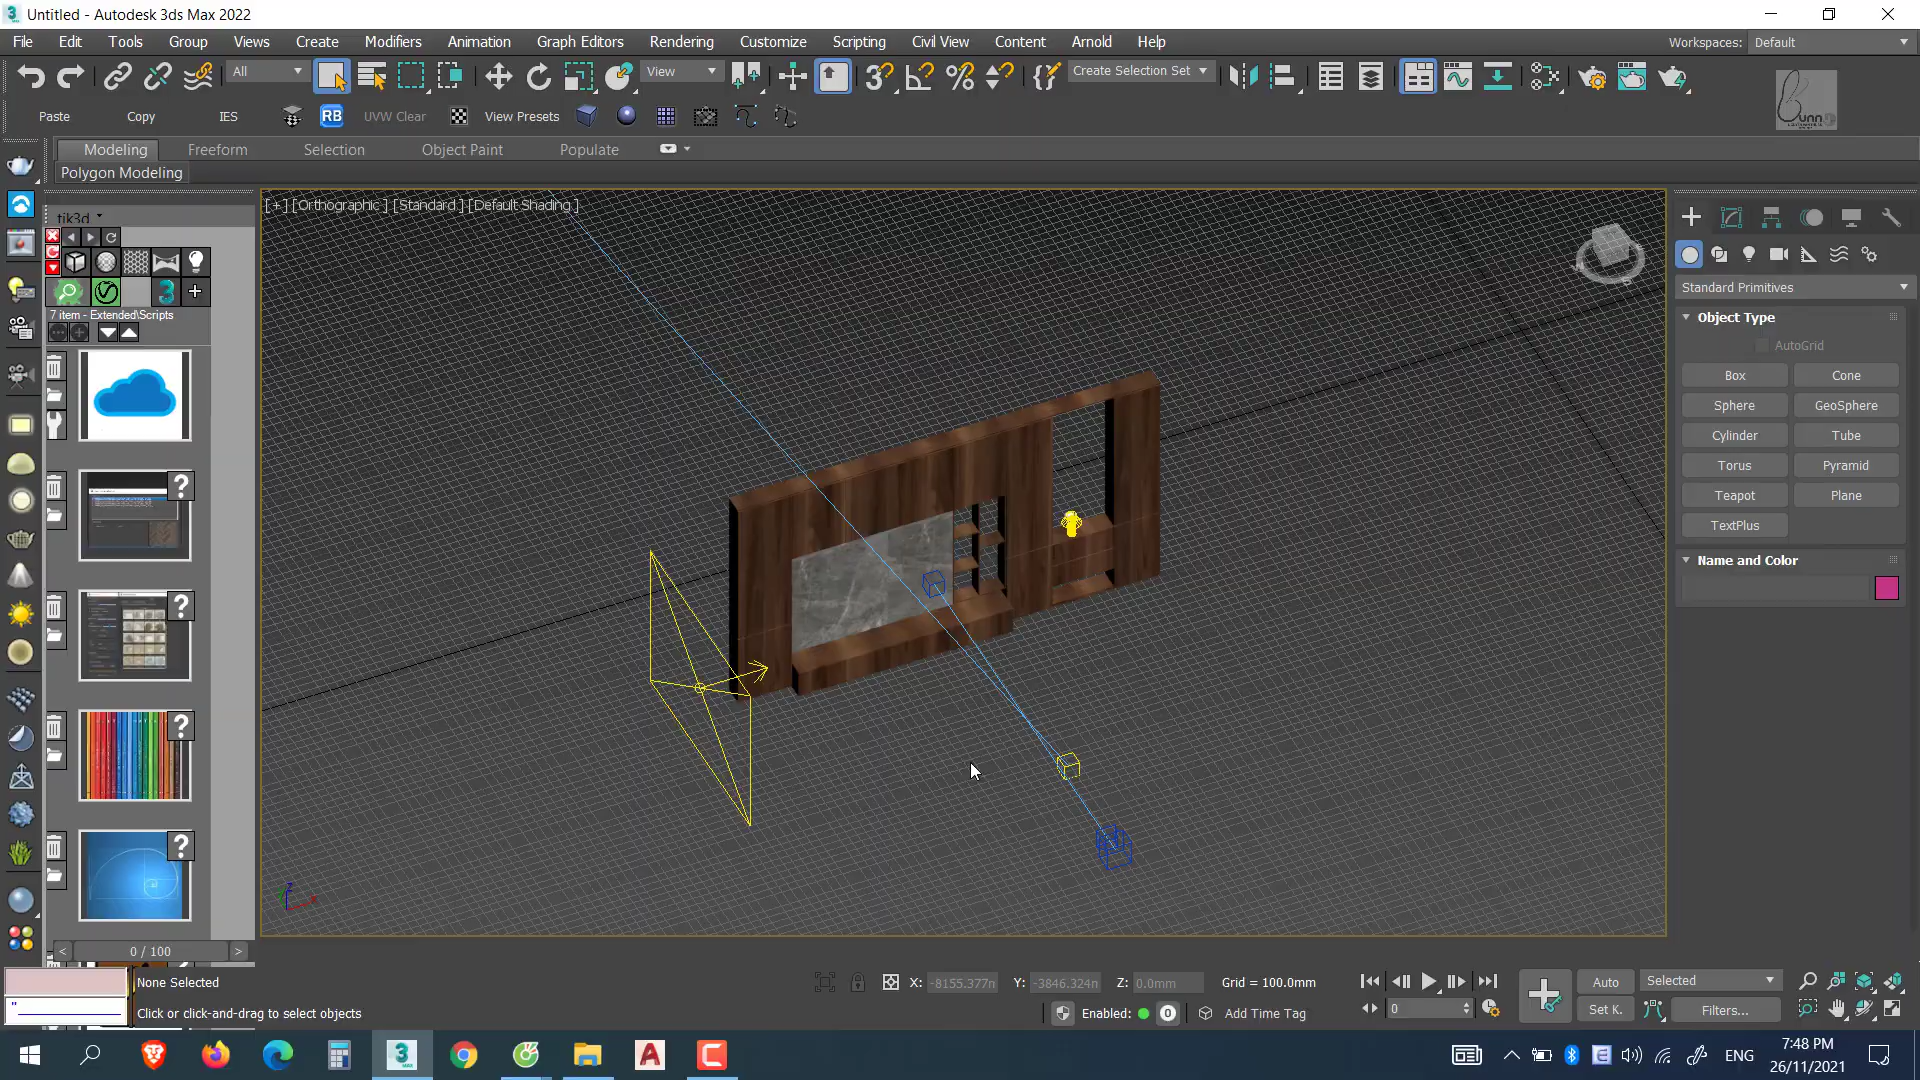 Untitled - Autodesk 3ds Max 2022
File Edit Tools Group Views Create Modifiers Animation Graph Editors Rendering Customize Scripting Civil View Content Arnold Help
Workspaces: Default
All
View
Create Selection Set
Paste Copy IES RB UVW Clear View Presets
Modeling Freeform Selection Object Paint Populate
Polygon Modeling
tik3d
7 item - Extended\Scripts
[+] [Orthographic ] [Standard ] [Default Shading ]
Standard Primitives
Object Type
AutoGrid
Box Cone
Sphere GeoSphere
Cylinder Tube
Torus Pyramid
Teapot Plane
TextPlus
Name and Color
0 / 100
None Selected
X: -8155.377n Y: -3846.324n Z: 0.0mm Grid = 100.0mm
Auto Selected
Click or click-and-drag to select objects
Enabled: 0 Add Time Tag
0
Set K. Filters...
ENG
7:48 PM
26/11/2021